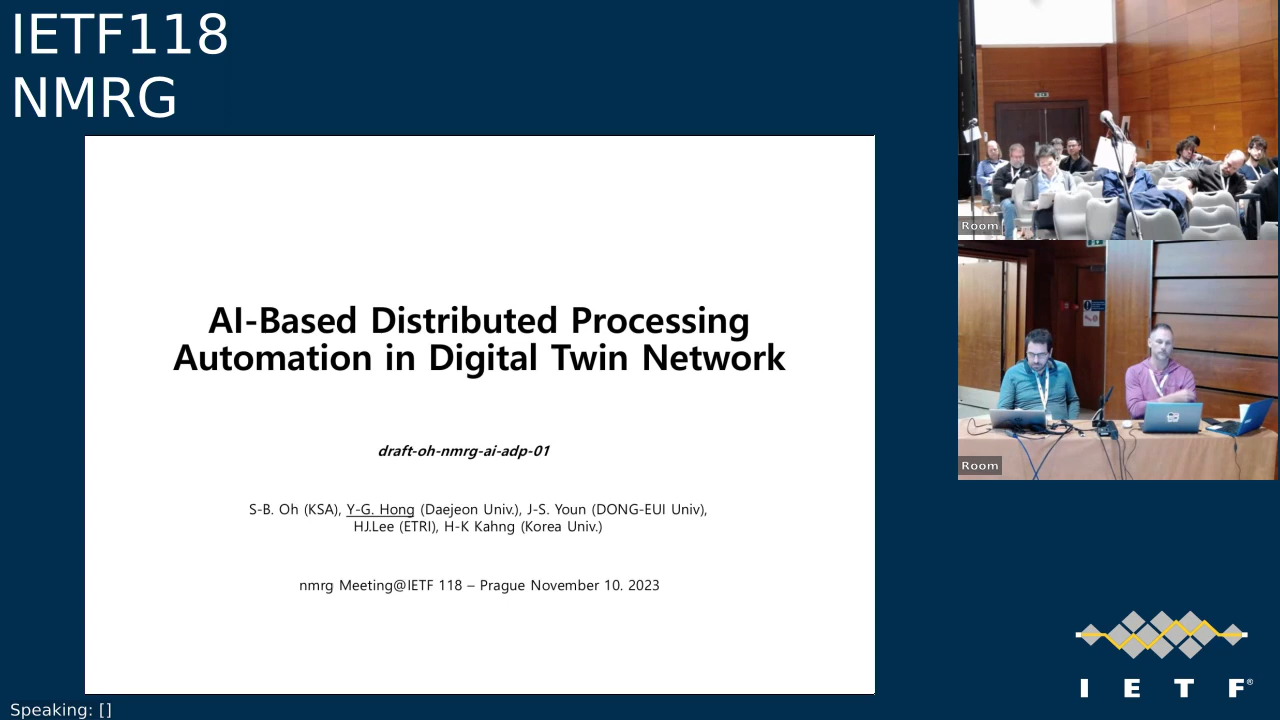 IETF118
NMRG
AI-Based Distributed Processing
Automation in Digital Twin Network
draft-oh-nmrg-ai-adp-01
S-B. Oh (KSA), Y-G. Hong (Daejeon Univ.), J-S. Youn (DONG-EUI Univ),
HJ.Lee (ETRI), H-K Kahng (Korea Univ.)
nmrg Meeting@IETF 118 – Prague November 10. 2023
Room
Room
I E T F®
Speaking: []